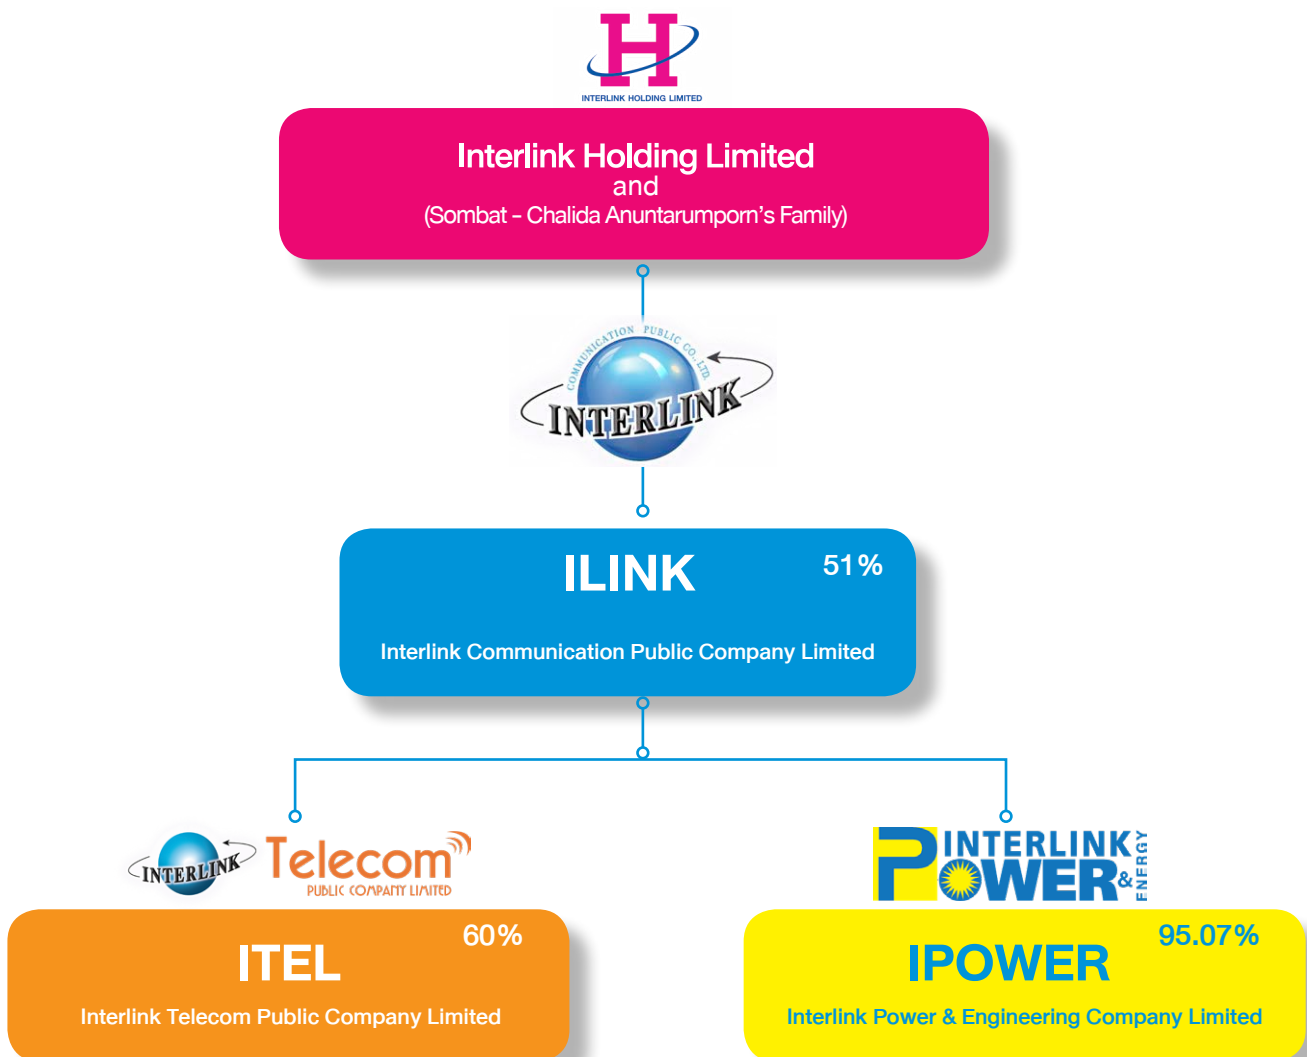 H
INTERLINK HOLDING LIMITED
Interlink Holding Limited
and
(Sombat - Chalida Anuntarumporn's Family)
COMMUNICATION PUBLIC CO., LTD.
INTERLINK
ILINK 51%
Interlink Communication Public Company Limited
INTERLINK Telecom
PUBLIC COMPANY LIMITED
INTERLINK
POWER & ENERGY
60%
ITEL
Interlink Telecom Public Company Limited
95.07%
IPOWER
Interlink Power & Engineering Company Limited